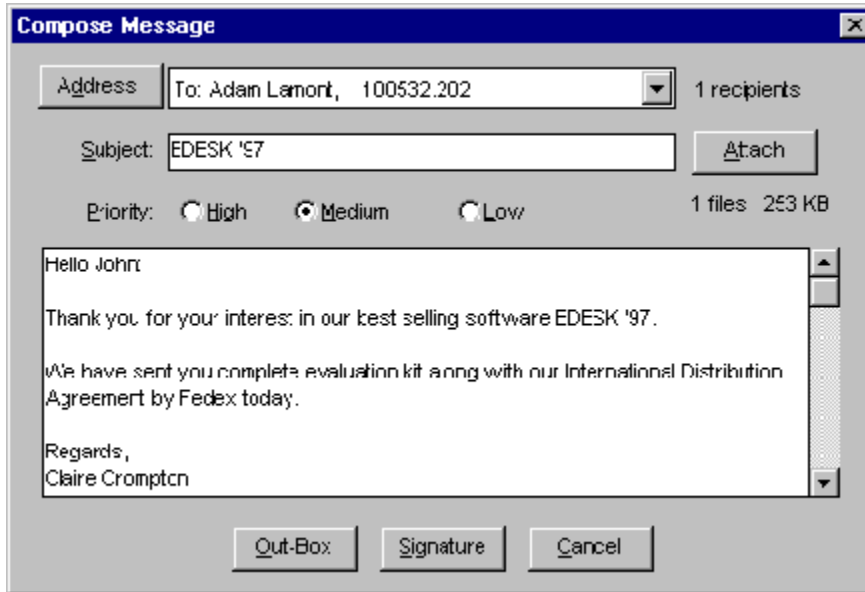 Compose Message
Address To: Adam Lamont, 100532.202 1 recipients
Subject: EDESK '97 Attach
Priority: High Medium Low 1 files 253 KB
Hello John:
Thank you for your interest in our best selling software EDESK '97.
We have sent you complete evaluation kit along with our International Distribution
Agreement by Fedex today.
Regards,
Claire Crompton
Out-Box Signature Cancel